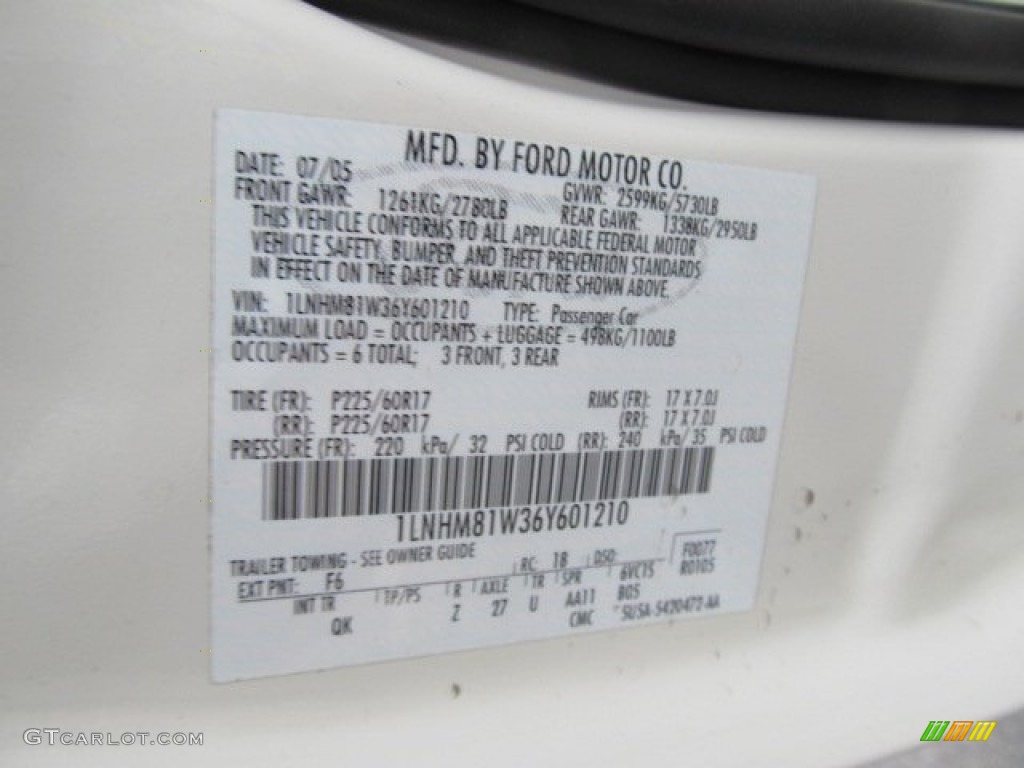 MFD. BY FORD MOTOR CO.
DATE: 07/05 GVWR: 2599KG/5730LB
FRONT GAWR: 1261KG/2780LB REAR GAWR: 1338KG/2950LB
THIS VEHICLE CONFORMS TO ALL APPLICABLE FEDERAL MOTOR
VEHICLE SAFETY, BUMPER, AND THEFT PREVENTION STANDARDS
IN EFFECT ON THE DATE OF MANUFACTURE SHOWN ABOVE.
VIN: 1LNHM81W36Y601210 TYPE: Passenger Car
MAXIMUM LOAD = OCCUPANTS + LUGGAGE = 498KG/1100LB
OCCUPANTS = 6 TOTAL; 3 FRONT, 3 REAR
TIRE (FR): P225/60R17 RIMS (FR): 17 X 7.0J
(RR): P225/60R17 (RR): 17 X 7.0J
PRESSURE (FR): 220 kPa/ 32 PSI COLD (RR): 240 kPa/ 35 PSI COLD
1LNHM81W36Y601210
TRAILER TOWING - SEE OWNER GUIDE
EXT PNT: F6 RC: 18 DSO: F0077
R0105
INT TR TP/PS R AXLE TR SPR 6VC15
QK Z 27 U AA11 B05
CMC 5U5A-5420472-AA
GTCARLOT.COM